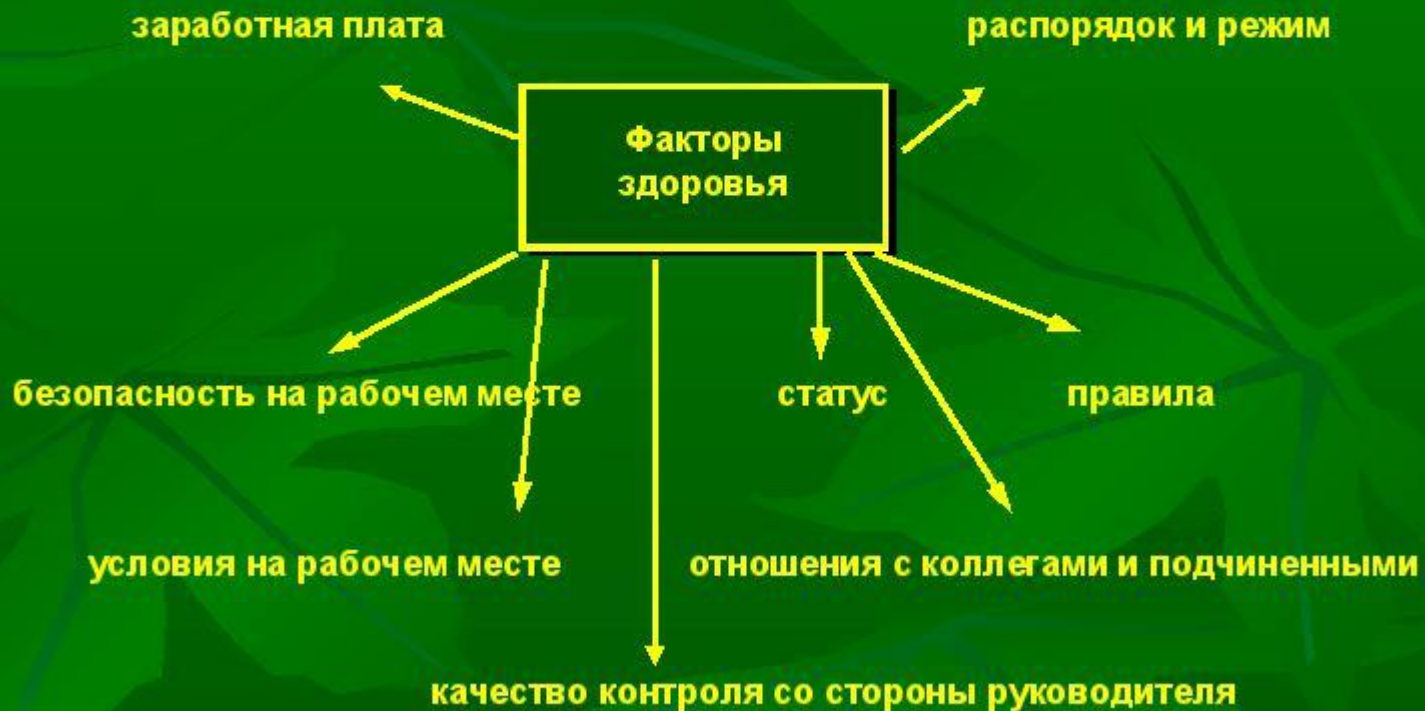 заработная плата
распорядок и режим
Факторы
здоровья
безопасность на рабочем месте
статус
правила
условия на рабочем месте
отношения с коллегами и подчиненными
качество контроля со стороны руководителя